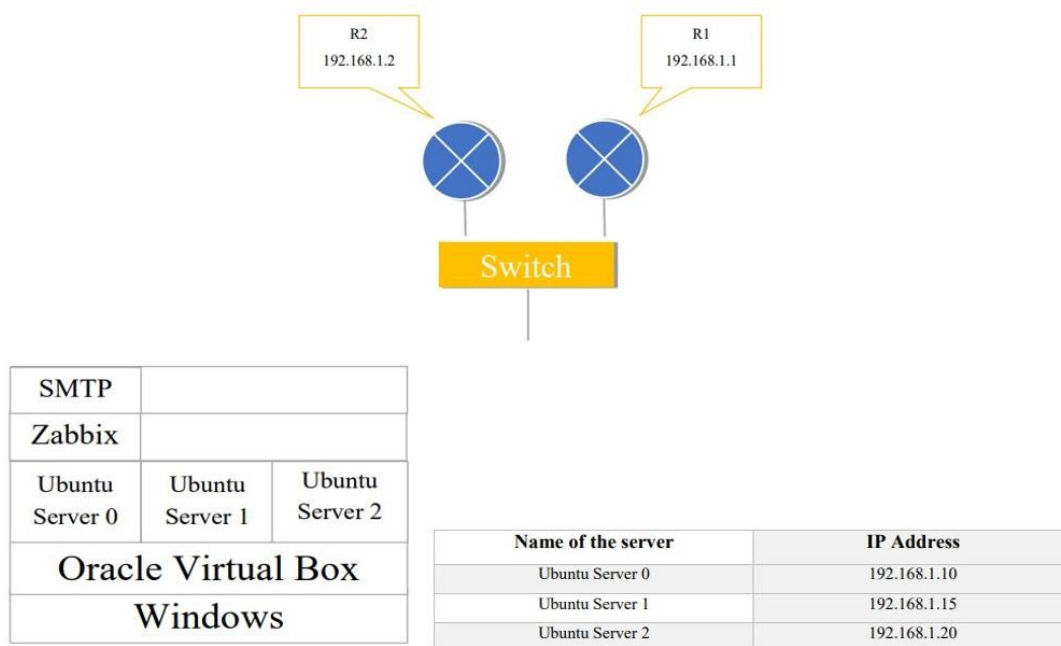 R2
192.168.1.2
R1
192.168.1.1
Switch
SMTP
Zabbix
Ubuntu
Server 0
Ubuntu
Server 1
Ubuntu
Server 2
Oracle Virtual Box
Windows
Name of the server IP Address
Ubuntu Server 0 192.168.1.10
Ubuntu Server 1 192.168.1.15
Ubuntu Server 2 192.168.1.20